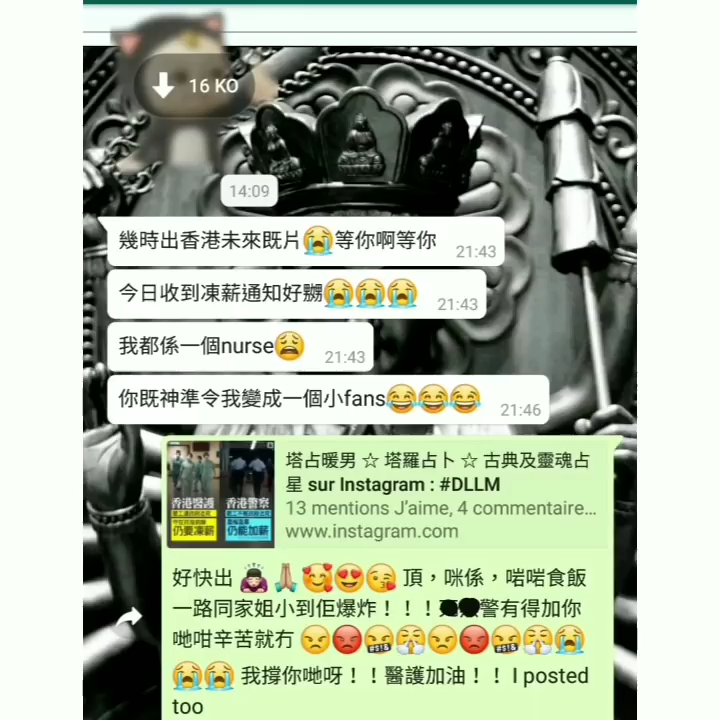 16 KO
14:09
幾時出香港未來既片😭等你啊等你 21:43
今日收到凍薪通知好嬲😭😭😭 21:43
我都係一個nurse😩 21:43
你既神準令我變成一個小fans😂😂😂 21:46
塔占暖男 ☆ 塔羅占卜 ☆ 古典及靈魂占
星 sur Instagram : #DLLM
13 mentions J’aime, 4 commentaire...
www.instagram.com
香港醫護 香港警察
仍要凍薪 仍能加薪
好快出🙇🏻🙏🏻🥰😍😘 頂，咪係，啱啱食飯
一路同家姐小到佢爆炸！！！警有得加你
哋咁辛苦就冇😠😡🤬😤😠😡🤬😤😭
😭😭 我撐你哋呀！！醫護加油！！I posted
too